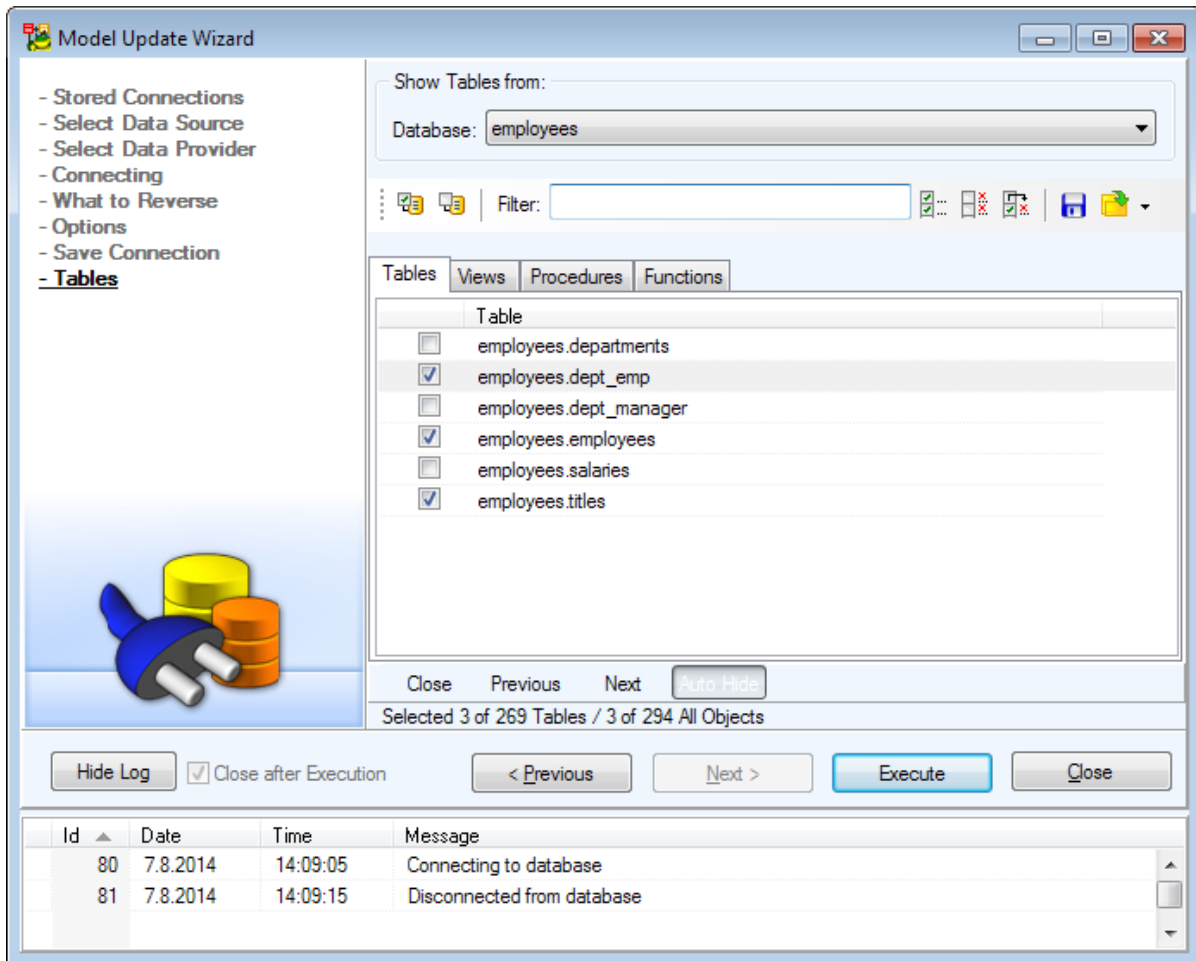 Model Update Wizard
- Stored Connections
- Select Data Source
- Select Data Provider
- Connecting
- What to Reverse
- Options
- Save Connection
- Tables
Show Tables from:
Database: employees
Filter:
Tables Views Procedures Functions
Table
employees.departments
employees.dept_emp
employees.dept_manager
employees.employees
employees.salaries
employees.titles
Close Previous Next Auto Hide
Selected 3 of 269 Tables / 3 of 294 All Objects
Hide Log Close after Execution < Previous Next > Execute Close
Id Date Time Message
80 7.8.2014 14:09:05 Connecting to database
81 7.8.2014 14:09:15 Disconnected from database